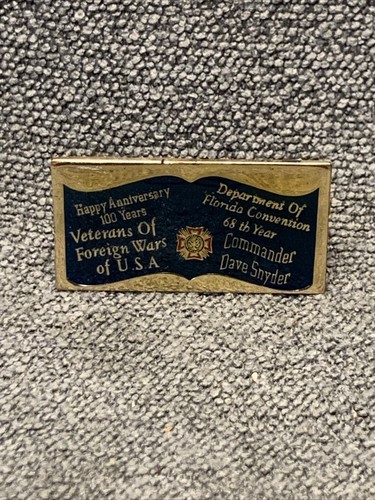 Happy Anniversary
100 Years
Veterans Of
Foreign Wars
of U.S.A
Department Of
Florida Convention
68 th Year
Commander
Dave Snyder